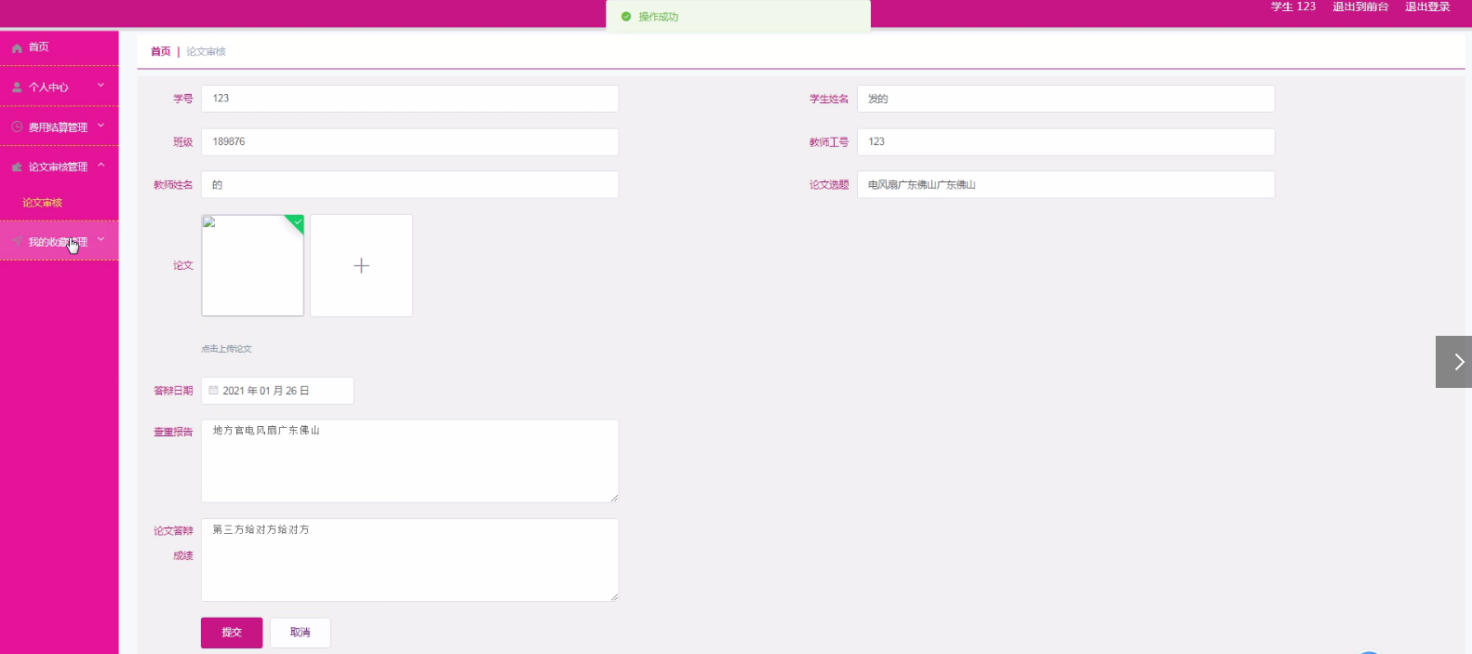 操作成功
学生 123 退出到前台 退出登录
首页
个人中心
费用结算管理
论文审核管理
论文审核
我的收藏管理
首页 | 论文审核
学号 123
学生姓名 发的
班级 189876
教师工号 123
教师姓名 的
论文选题 电风扇广东佛山广东佛山
论文
点击上传论文
答辩日期 2021 年 01 月 26 日
查重报告 地方官电风扇广东佛山
论文答辩 第三方给对方给对方
成绩
提交 取消